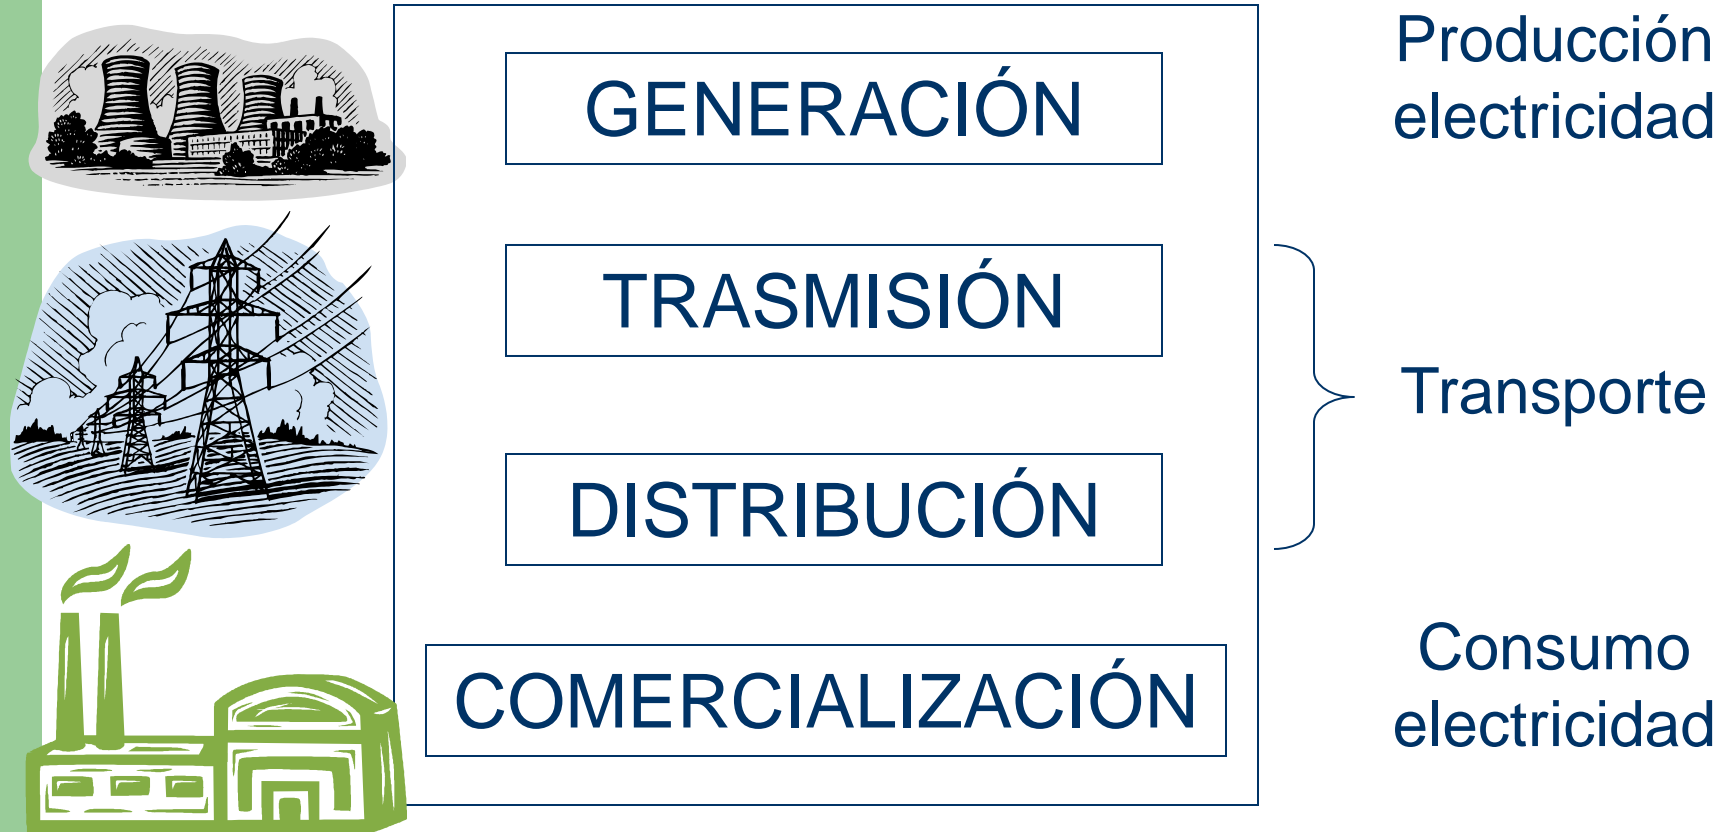 GENERACIÓN
Producción
electricidad
TRASMISIÓN
DISTRIBUCIÓN
Transporte
COMERCIALIZACIÓN
Consumo
electricidad